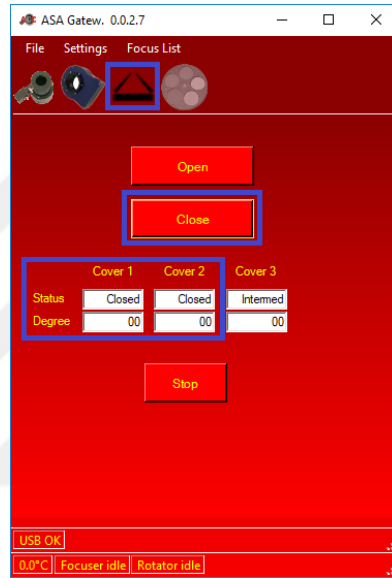 ASA Gatew. 0.0.2.7
File Settings Focus List
Open
Close
Cover 1 Cover 2 Cover 3
Status Closed Closed Intermed
Degree 00 00 00
Stop
USB OK
0.0°C Focuser idle Rotator idle